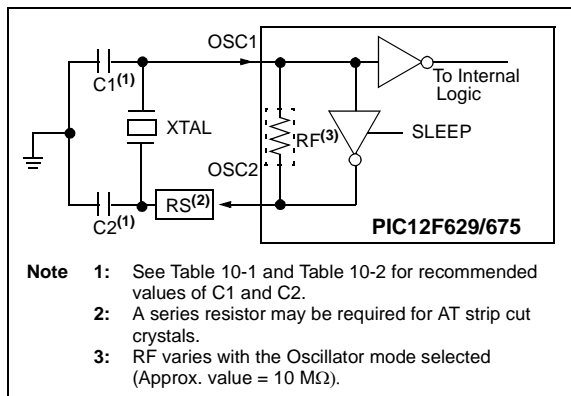 OSC1
C1(1)
To Internal
Logic
XTAL
RF(3)
SLEEP
OSC2
C2(1)
RS(2)
PIC12F629/675
Note 1: See Table 10-1 and Table 10-2 for recommended
values of C1 and C2.
2: A series resistor may be required for AT strip cut
crystals.
3: RF varies with the Oscillator mode selected
(Approx. value = 10 MΩ).